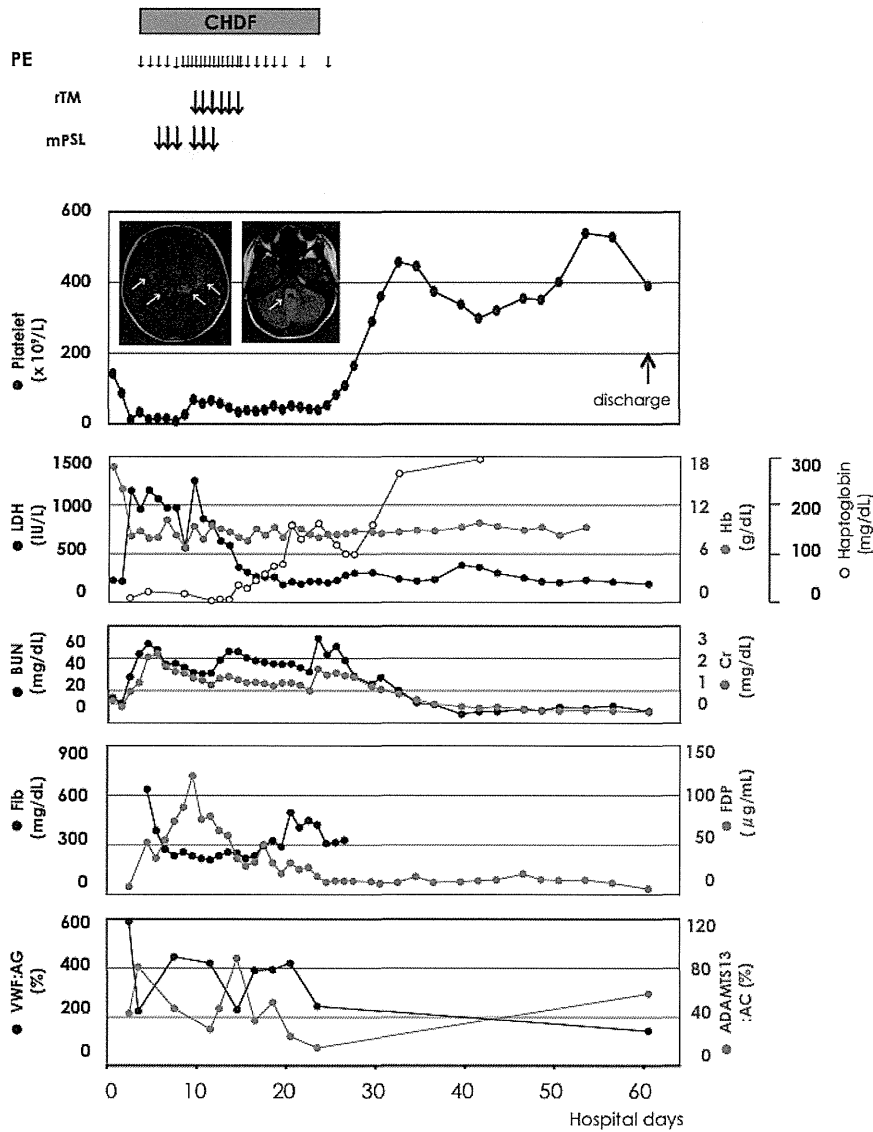 CHDF
PE
rTM
mPSL
600
400
200
0
Platelet
(x 10⁹/L)
discharge
1500
1000
500
0
LDH
(IU/L)
18
12
6
0
Hb
(g/dL)
300
200
100
0
Haptoglobin
(mg/dL)
60
40
20
0
BUN
(mg/dL)
3
2
1
0
Cr
(mg/dL)
900
600
300
0
Fib
(mg/dL)
150
100
50
0
FDP
(μg/mL)
600
400
200
0
VWF:AG
(%)
120
80
40
0
ADAMTS13
:AC (%)
0 10 20 30 40 50 60
Hospital days